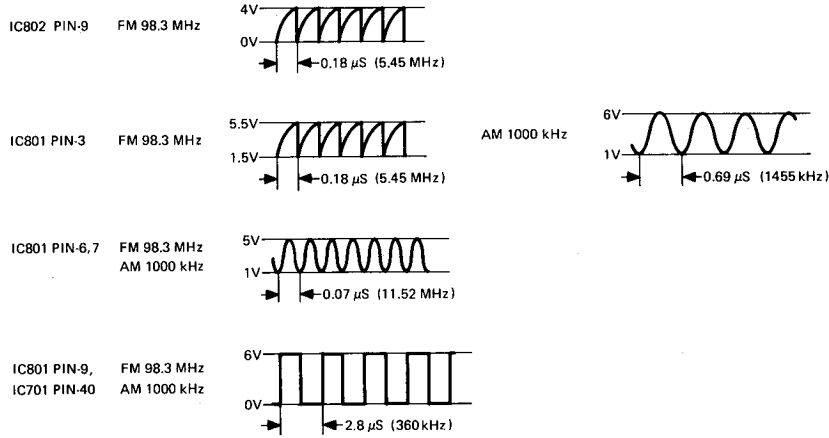 IC802 PIN-9 FM 98.3 MHz
4V
0V
0.18 μS (5.45 MHz)
IC801 PIN-3 FM 98.3 MHz
5.5V
1.5V
0.18 μS (5.45 MHz)
AM 1000 kHz
6V
1V
0.69 μS (1455 kHz)
IC801 PIN-6,7 FM 98.3 MHz
AM 1000 kHz
5V
1V
0.07 μS (11.52 MHz)
IC801 PIN-9, FM 98.3 MHz
IC701 PIN-40 AM 1000 kHz
6V
0V
2.8 μS (360 kHz)